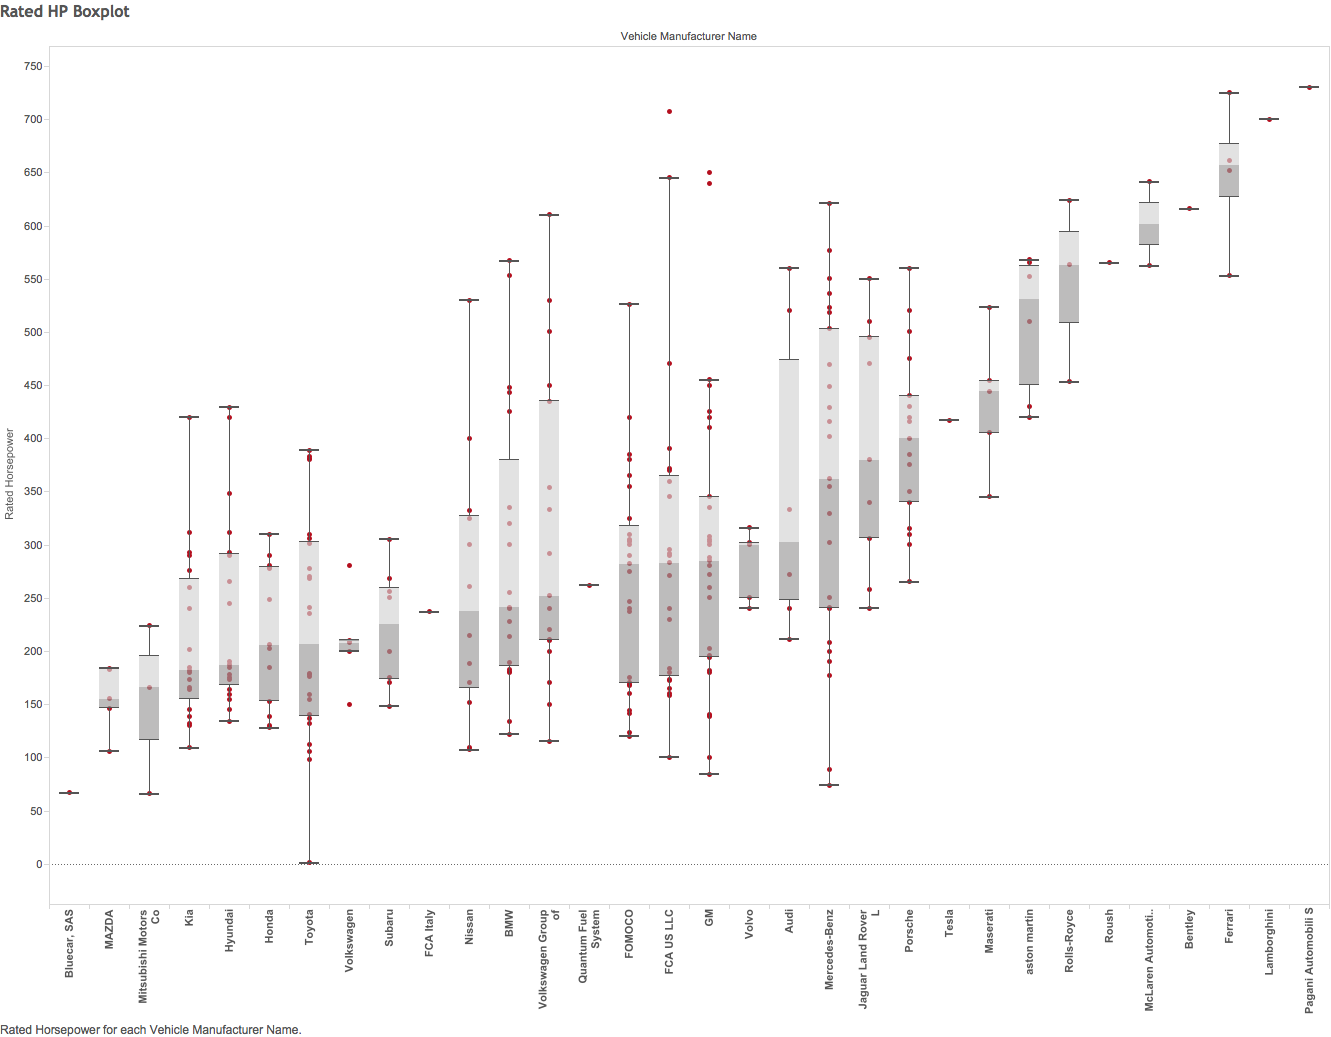 Rated HP Boxplot
Vehicle Manufacturer Name
750
700
650
600
550
500
450
400
350
300
250
200
150
100
50
0
Rated Horsepower
Bluecar, SAS
MAZDA
Mitsubishi Motors
Co
Kia
Hyundai
Honda
Toyota
Volkswagen
Subaru
FCA Italy
Nissan
BMW
Volkswagen Group
of
Quantum Fuel
System
FOMOCO
FCA US LLC
GM
Volvo
Audi
Mercedes-Benz
Jaguar Land Rover
L
Porsche
Tesla
Maserati
aston martin
Rolls-Royce
Roush
McLaren Automoti..
Bentley
Ferrari
Lamborghini
Pagani Automobili S
Rated Horsepower for each Vehicle Manufacturer Name.